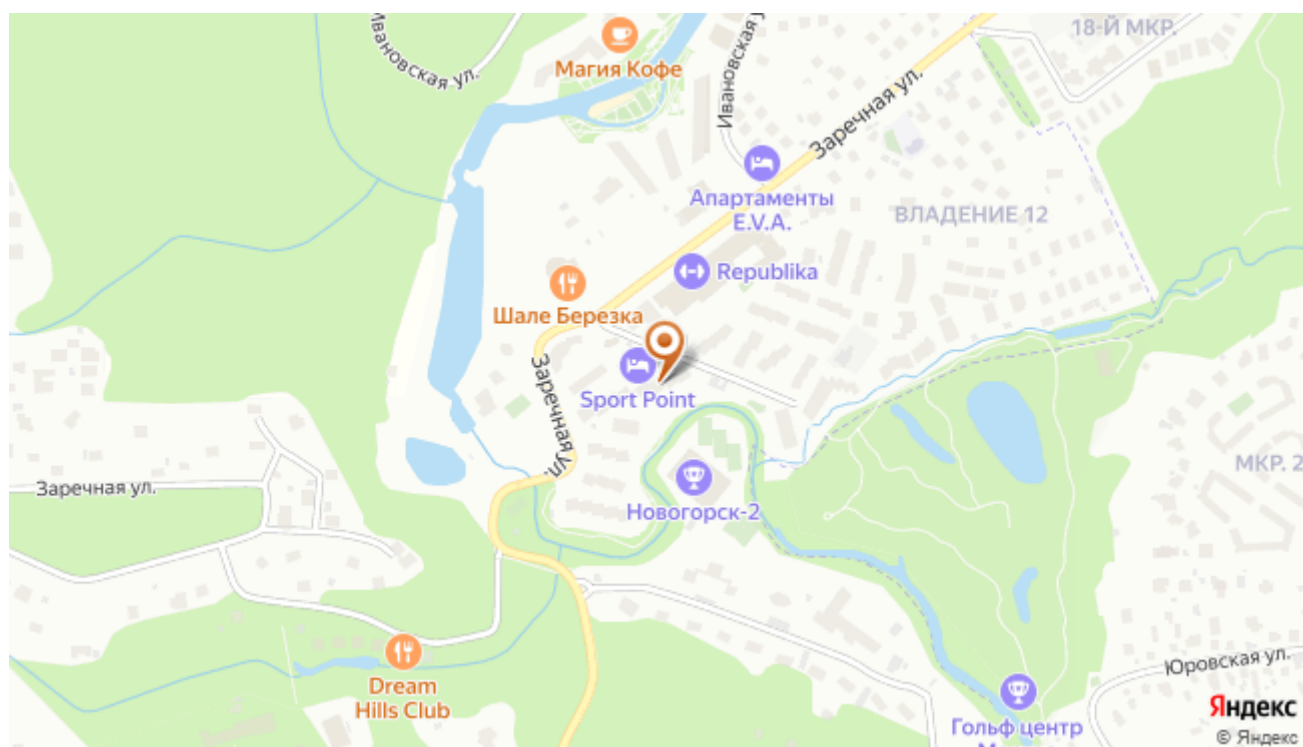 18-Й МКР.
Ивановская ул.
Магия Кофе
Ивановская ул.
Заречная ул.
Апартаменты
E.V.A.
ВЛАДЕНИЕ 12
Republika
Шале Березка
Заречная ул.
Sport Point
МКР. 2
Заречная ул.
Новогорск-2
Юровская ул.
Dream
Hills Club
Гольф центр
Яндекс
© Яндекс